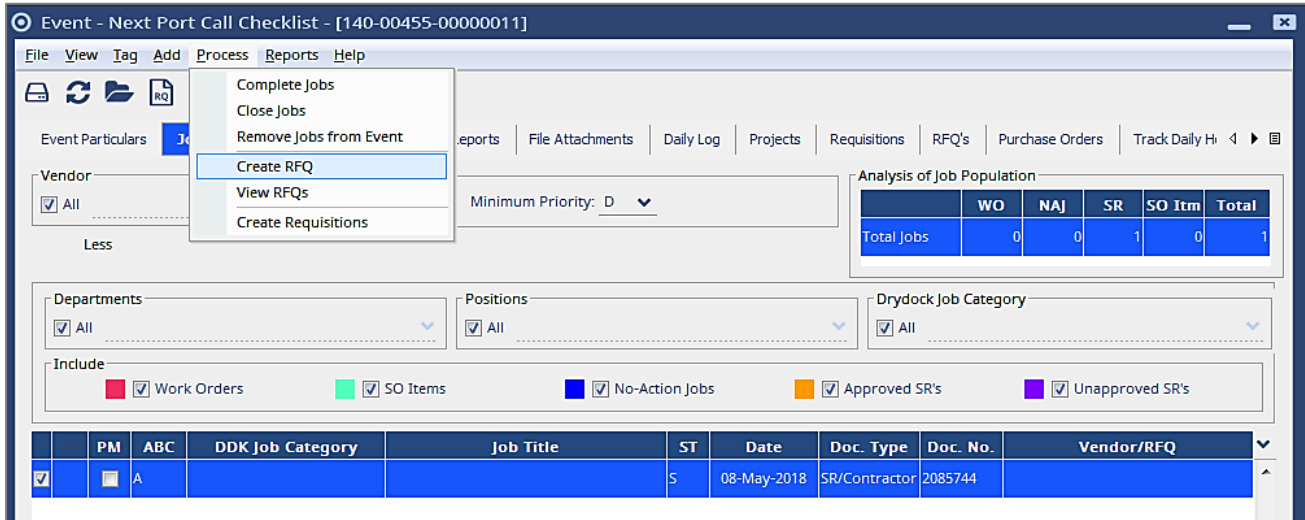 Event - Next Port Call Checklist - [140-00455-00000011]
File View Tag Add Process Reports Help
RQ
Complete Jobs
Close Jobs
Remove Jobs from Event
Create RFQ
View RFQs
Create Requisitions
Event Particulars File Attachments Daily Log Projects Requisitions RFQ's Purchase Orders Track Daily
Vendor
All
Less
Minimum Priority: D
Analysis of Job Population
WO NAJ SR SO Itm Total
Total Jobs 0 0 1 0 1
Departments
All
Positions
All
Drydock Job Category
All
Include
Work Orders SO Items No-Action Jobs Approved SR's Unapproved SR's
PM ABC DDK Job Category Job Title ST Date Doc. Type Doc. No. Vendor/RFQ
A S 08-May-2018 SR/Contractor 2085744